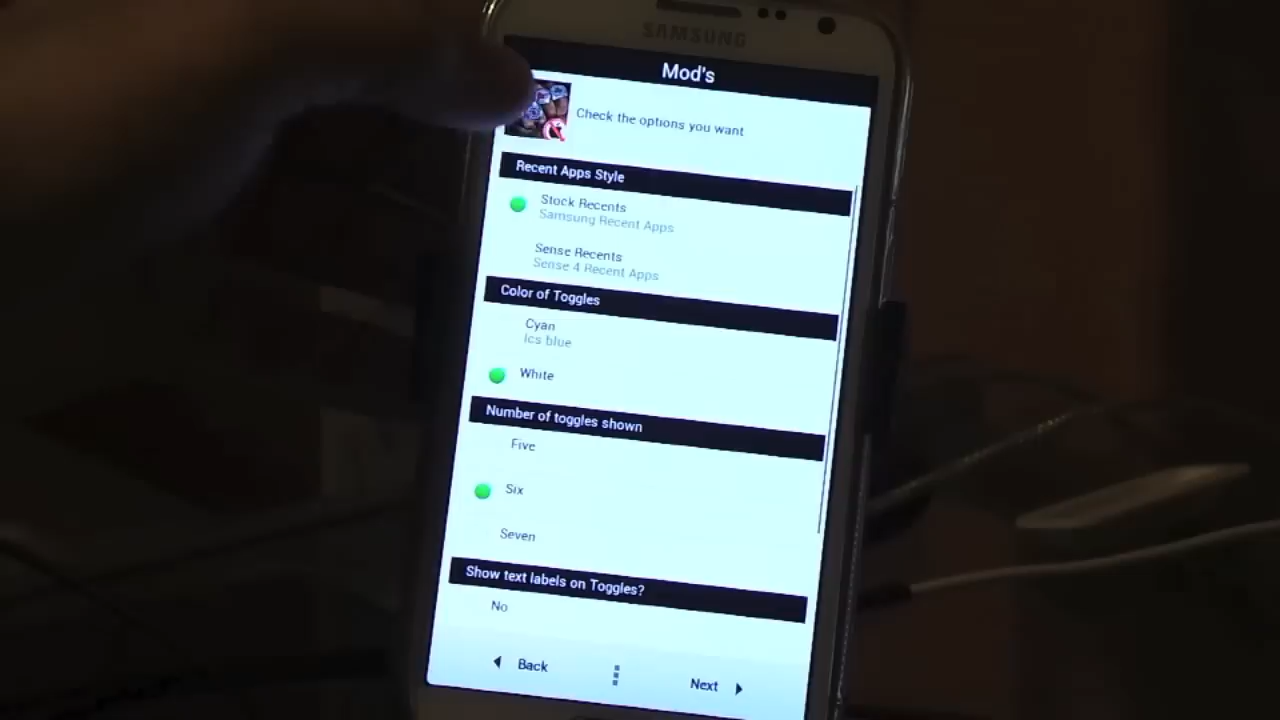 SAMSUNG
Mod's
Check the options you want
Recent Apps Style
Stock Recents
Samsung Recent Apps
Sense Recents
Sense 4 Recent Apps
Color of Toggles
Cyan
Ics blue
White
Number of toggles shown
Five
Six
Seven
Show text labels on Toggles?
No
Back
Next